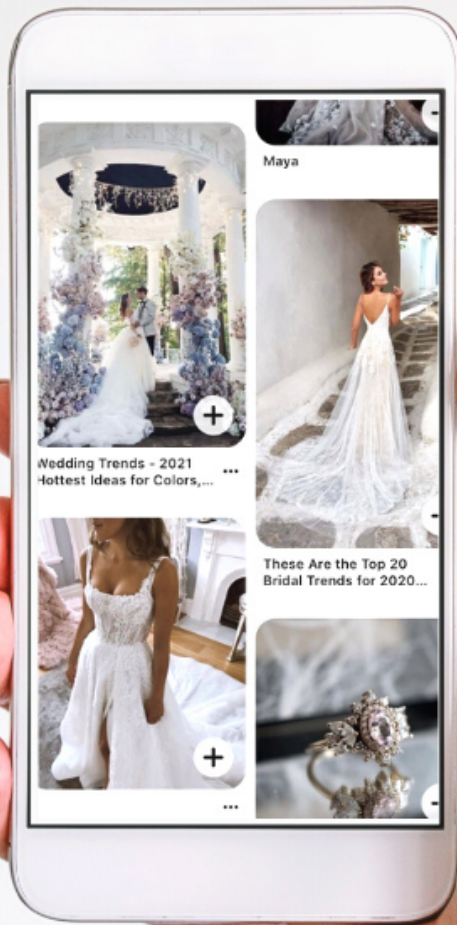 Maya
Wedding Trends - 2021
Hottest Ideas for Colors,...
These Are the Top 20
Bridal Trends for 2020...